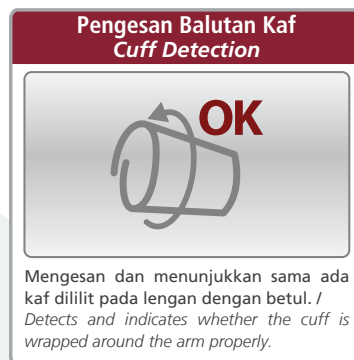 Pengesan Balutan Kaf
Cuff Detection
OK
Mengesan dan menunjukkan sama ada
kaf dililit pada lengan dengan betul. /
Detects and indicates whether the cuff is
wrapped around the arm properly.